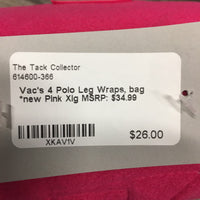 The Tack Collector
614600-366
Vac's 4 Polo Leg Wraps, bag
*new Pink Xlg MSRP: $34.99
$26.00
XKAV1V